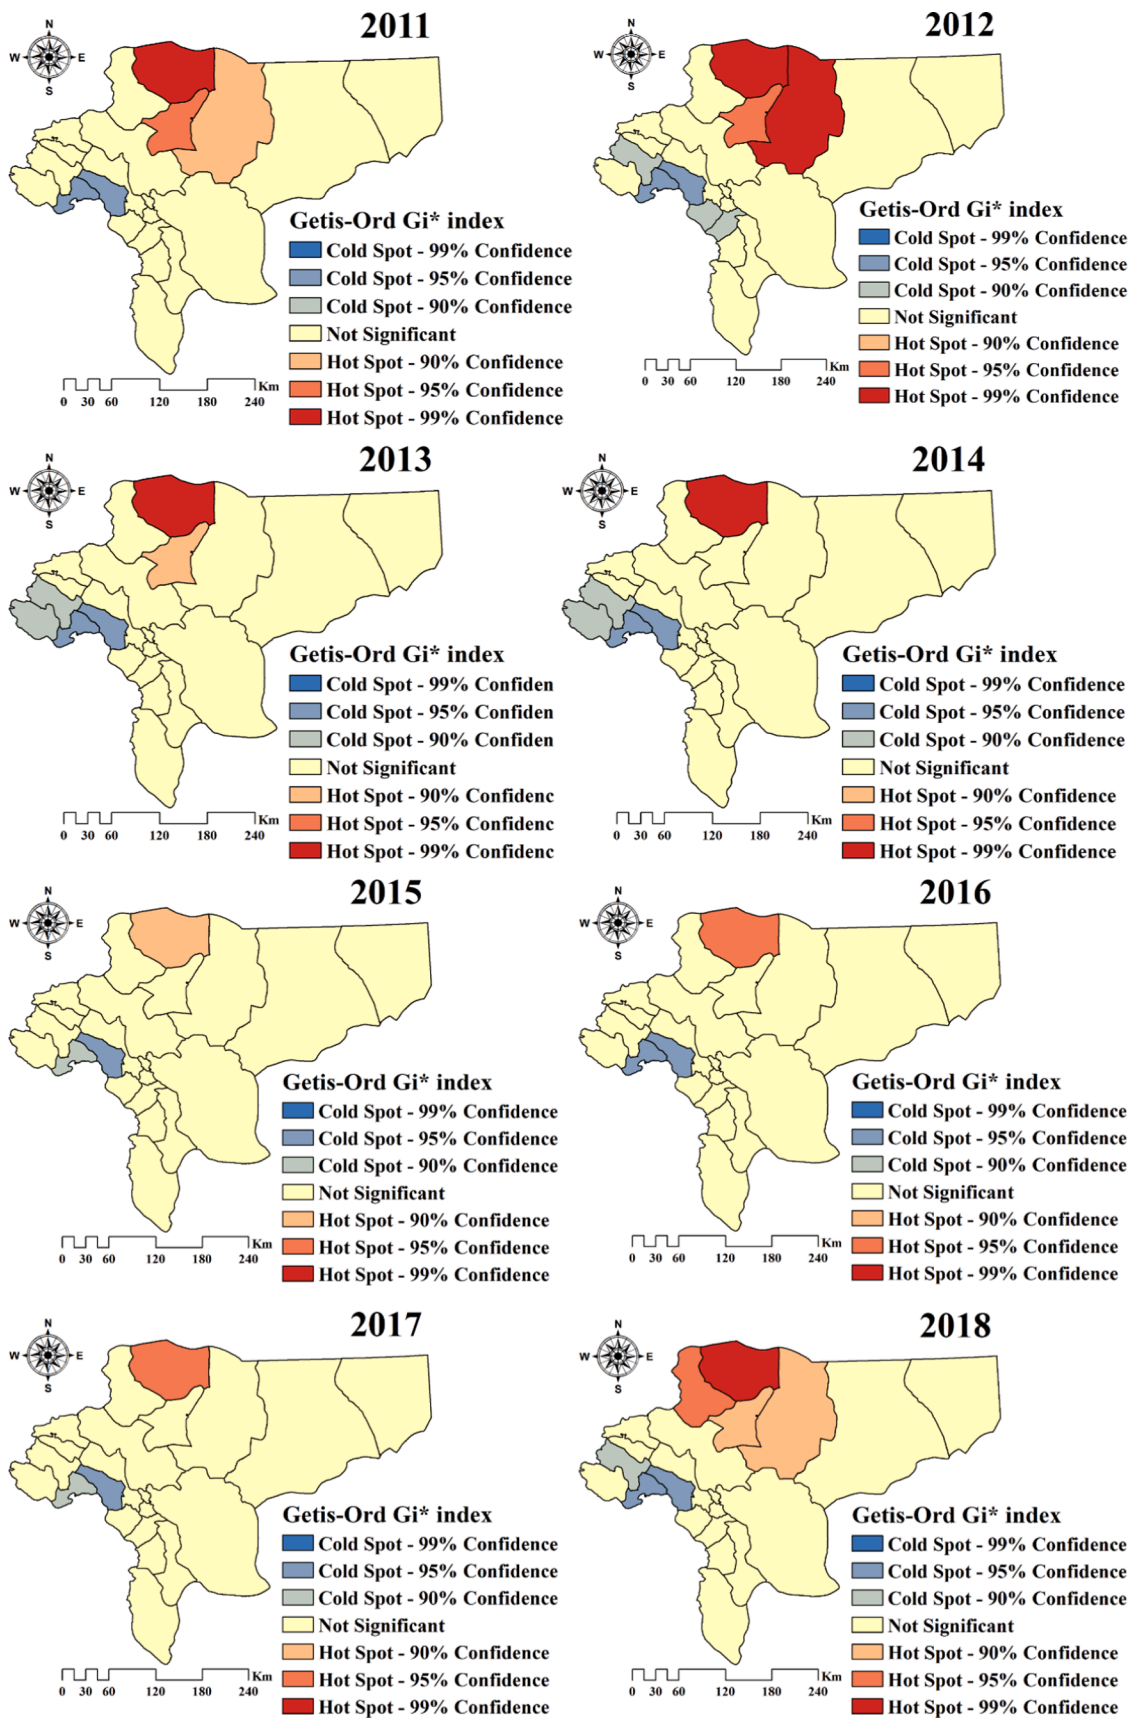 2011
N
W E
S
Getis-Ord Gi* index
Cold Spot - 99% Confidence
Cold Spot - 95% Confidence
Cold Spot - 90% Confidence
Not Significant
Hot Spot - 90% Confidence
Hot Spot - 95% Confidence
Hot Spot - 99% Confidence
Km
0 30 60 120 180 240
2012
N
W E
S
Getis-Ord Gi* index
Cold Spot - 99% Confidence
Cold Spot - 95% Confidence
Cold Spot - 90% Confidence
Not Significant
Hot Spot - 90% Confidence
Hot Spot - 95% Confidence
Hot Spot - 99% Confidence
Km
0 30 60 120 180 240
2013
N
W E
S
Getis-Ord Gi* index
Cold Spot - 99% Confiden
Cold Spot - 95% Confiden
Cold Spot - 90% Confiden
Not Significant
Hot Spot - 90% Confidenc
Hot Spot - 95% Confidenc
Hot Spot - 99% Confidenc
Km
0 30 60 120 180 240
2014
N
W E
S
Getis-Ord Gi* index
Cold Spot - 99% Confidence
Cold Spot - 95% Confidence
Cold Spot - 90% Confidence
Not Significant
Hot Spot - 90% Confidence
Hot Spot - 95% Confidence
Hot Spot - 99% Confidence
Km
0 30 60 120 180 240
2015
N
W E
S
Getis-Ord Gi* index
Cold Spot - 99% Confidence
Cold Spot - 95% Confidence
Cold Spot - 90% Confidence
Not Significant
Hot Spot - 90% Confidence
Hot Spot - 95% Confidence
Hot Spot - 99% Confidence
Km
0 30 60 120 180 240
2016
N
W E
S
Getis-Ord Gi* index
Cold Spot - 99% Confidence
Cold Spot - 95% Confidence
Cold Spot - 90% Confidence
Not Significant
Hot Spot - 90% Confidence
Hot Spot - 95% Confidence
Hot Spot - 99% Confidence
Km
0 30 60 120 180 240
2017
N
W E
S
Getis-Ord Gi* index
Cold Spot - 99% Confidence
Cold Spot - 95% Confidence
Cold Spot - 90% Confidence
Not Significant
Hot Spot - 90% Confidence
Hot Spot - 95% Confidence
Hot Spot - 99% Confidence
Km
0 30 60 120 180 240
2018
N
W E
S
Getis-Ord Gi* index
Cold Spot - 99% Confidence
Cold Spot - 95% Confidence
Cold Spot - 90% Confidence
Not Significant
Hot Spot - 90% Confidence
Hot Spot - 95% Confidence
Hot Spot - 99% Confidence
Km
0 30 60 120 180 240